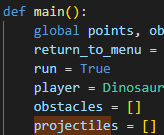 def main():
    global points, ob
    return_to_menu =
    run = True
    player = Dinosaur
    obstacles = []
    projectiles = []